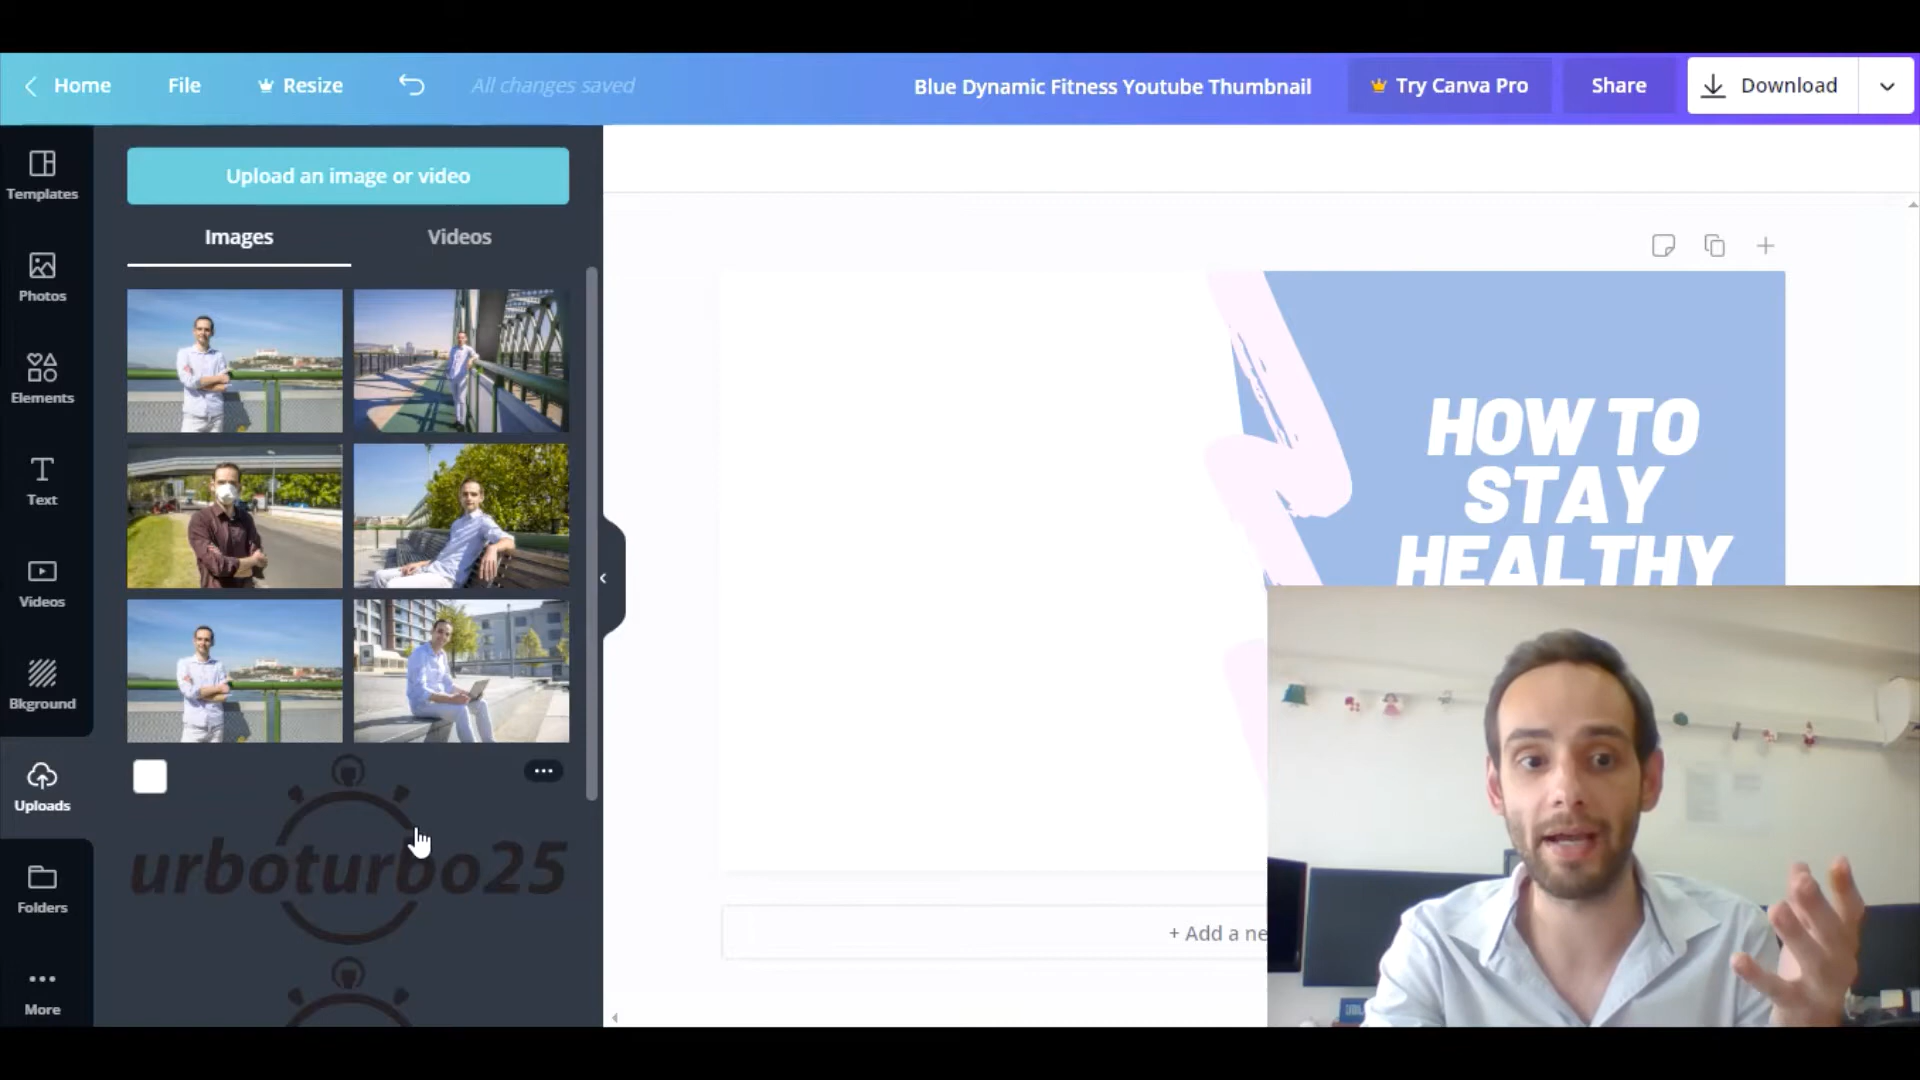 Home File Resize All changes saved Blue Dynamic Fitness Youtube Thumbnail Try Canva Pro Share Download
Templates
Photos
Elements
Text
Videos
Bkground
Uploads
Folders
More
Upload an image or video
Images Videos
urboturbo25
HOW TO
STAY
HEALTHY
+ Add a ne